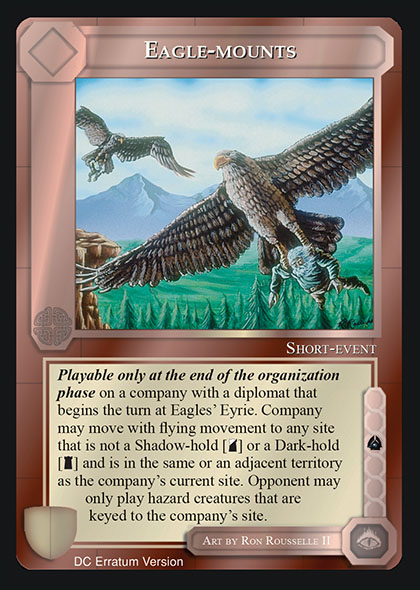 Eagle-mounts
Short-event
Playable only at the end of the organization
phase on a company with a diplomat that
begins the turn at Eagles' Eyrie. Company
may move with flying movement to any site
that is not a Shadow-hold [] or a Dark-hold
[] and is in the same or an adjacent territory
as the company's current site. Opponent may
only play hazard creatures that are
keyed to the company's site.
Art by Ron Rousselle II
DC Erratum Version